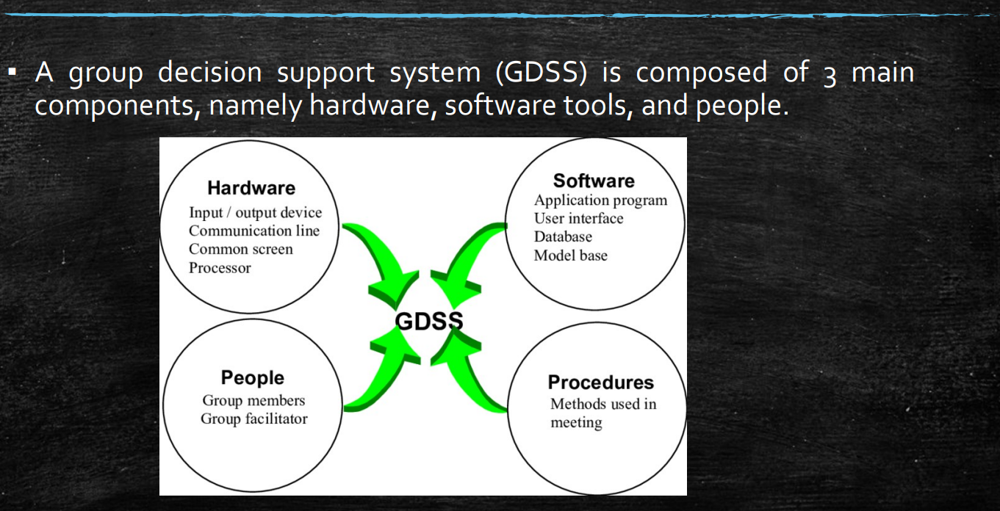 ▪ A group decision support system (GDSS) is composed of 3 main
components, namely hardware, software tools, and people.
Hardware
Input / output device
Communication line
Common screen
Processor
Software
Application program
User interface
Database
Model base
GDSS
People
Group members
Group facilitator
Procedures
Methods used in
meeting